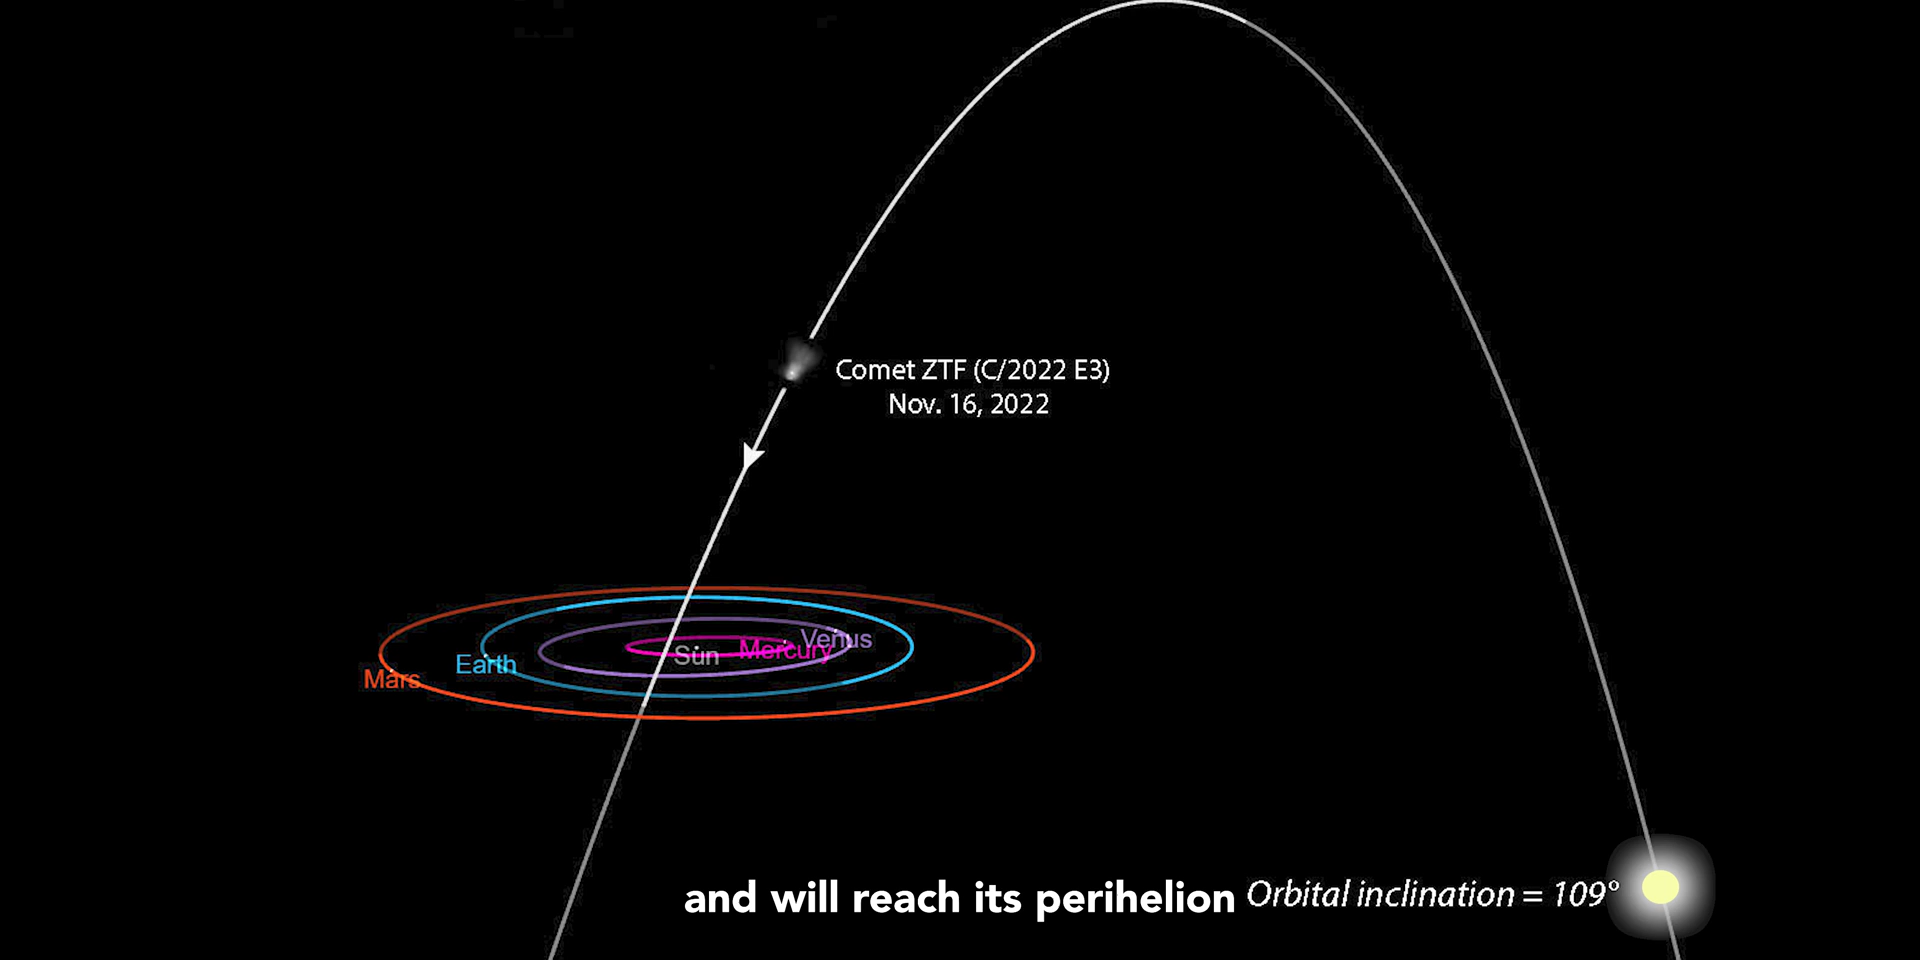 Comet ZTF (C/2022 E3)
Nov. 16, 2022
Venus
Mercury
Sun
Earth
Mars
and will reach its perihelion
Orbital inclination = 109°